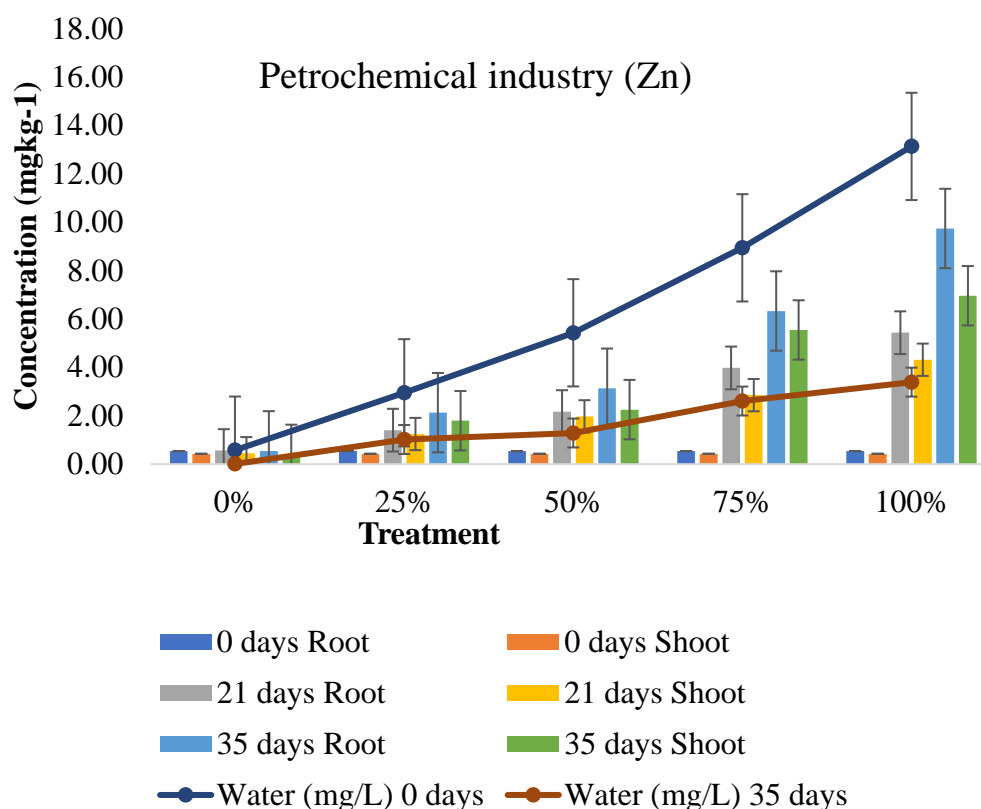 18.00
16.00
14.00
12.00
10.00
8.00
6.00
4.00
2.00
0.00
Concentration (mgkg-1)
Petrochemical industry (Zn)
0% 25% 50% 75% 100%
Treatment
0 days Root 0 days Shoot
21 days Root 21 days Shoot
35 days Root 35 days Shoot
Water (mg/L) 0 days Water (mg/L) 35 days